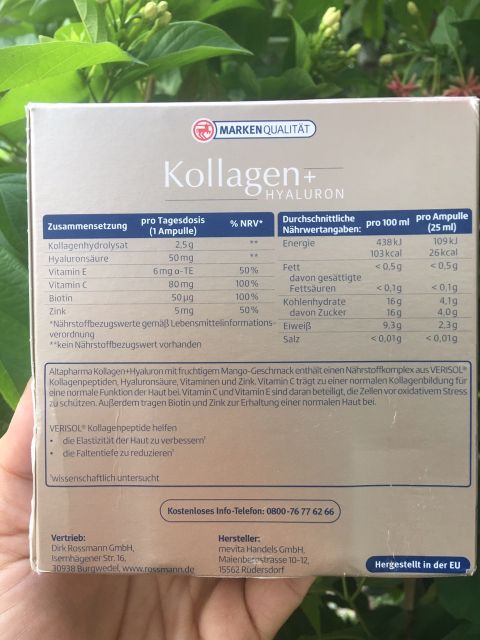 MARKENQUALITÄT
Kollagen+
HYALURON
Zusammensetzung pro Tagesdosis (1 Ampulle) % NRV*
Kollagenhydrolysat 2,5 g **
Hyaluronsäure 50 mg **
Vitamin E 6 mg α-TE 50 %
Vitamin C 80 mg 100 %
Biotin 50 µg 100 %
Zink 5 mg 50 %
*Nährstoffbezugswerte gemäß Lebensmittelinformations-
verordnung
**kein Nährstoffbezugswert vorhanden
Durchschnittliche Nährwertangaben: pro 100 ml pro Ampulle (25 ml)
Energie 438 kJ 109 kJ
103 kcal 26 kcal
Fett < 0,5 g < 0,5 g
davon gesättigte
Fettsäuren < 0,1 g < 0,1 g
Kohlenhydrate 16 g 4,1 g
davon Zucker 16 g 4,0 g
Eiweiß 9,3 g 2,3 g
Salz < 0,01 g < 0,01 g
Altapharma Kollagen+Hyaluron mit fruchtigem Mango-Geschmack enthält einen Nährstoffkomplex aus VERISOL®
Kollagenpeptiden, Hyaluronsäure, Vitaminen und Zink. Vitamin C trägt zu einer normalen Kollagenbildung für
eine normale Funktion der Haut bei. Vitamin C und Vitamin E sind daran beteiligt, die Zellen vor oxidativem Stress
zu schützen. Außerdem tragen Biotin und Zink zur Erhaltung einer normalen Haut bei.
VERISOL® Kollagenpeptide helfen
• die Elastizität der Haut zu verbessern¹
• die Faltentiefe zu reduzieren¹
¹wissenschaftlich untersucht
Kostenloses Info-Telefon: 0800-76 77 62 66
Vertrieb:
Dirk Rossmann GmbH,
Isernhägener Str. 16,
30938 Burgwedel, www.rossmann.de
Hersteller:
mevita Handels GmbH,
Maienbergstrasse 10-12,
15562 Rüdersdorf
Hergestellt in der EU